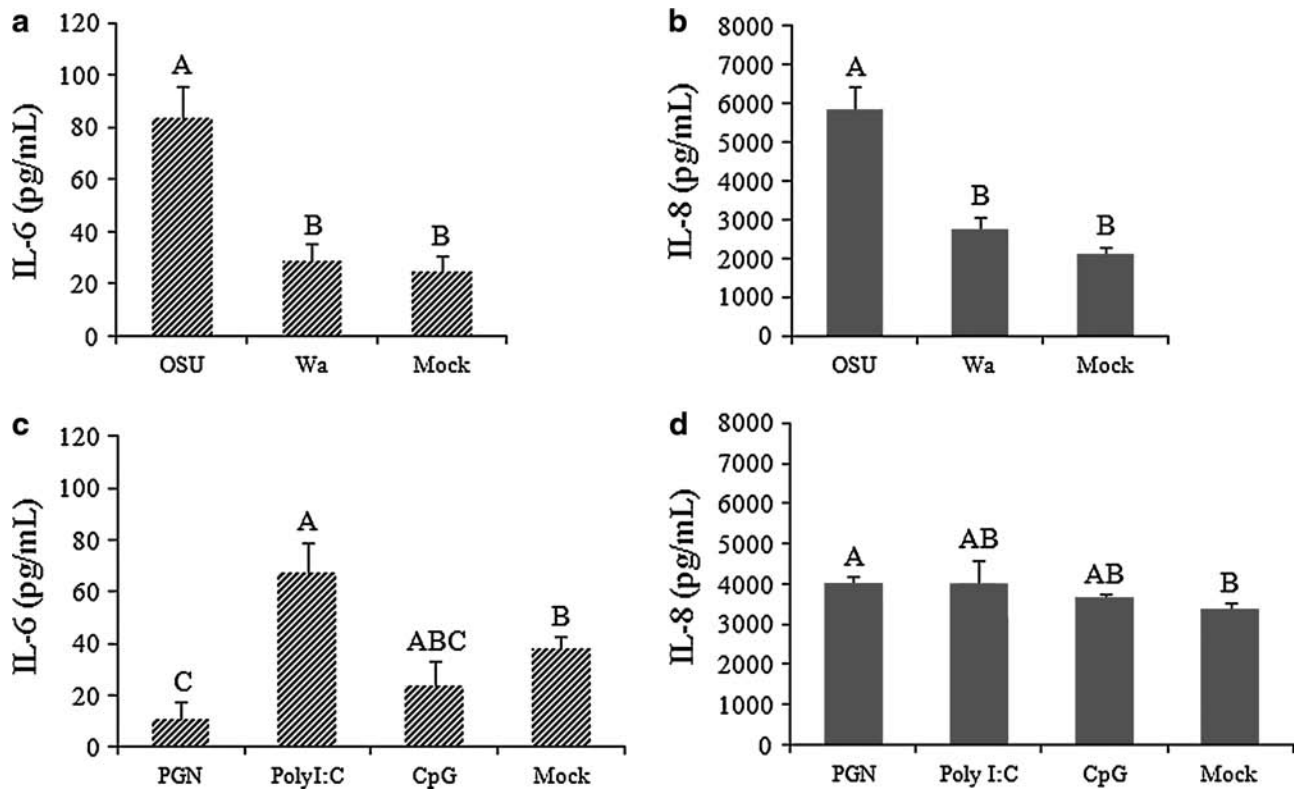 a
IL-6 (pg/mL)
120
100
80
60
40
20
0
A
B
B
OSU Wa Mock
b
IL-8 (pg/mL)
8000
7000
6000
5000
4000
3000
2000
1000
0
A
B
B
OSU Wa Mock
c
IL-6 (pg/mL)
120
100
80
60
40
20
0
C
A
ABC
B
PGN PolyI:C CpG Mock
d
IL-8 (pg/mL)
8000
7000
6000
5000
4000
3000
2000
1000
0
A
AB
AB
B
PGN Poly I:C CpG Mock